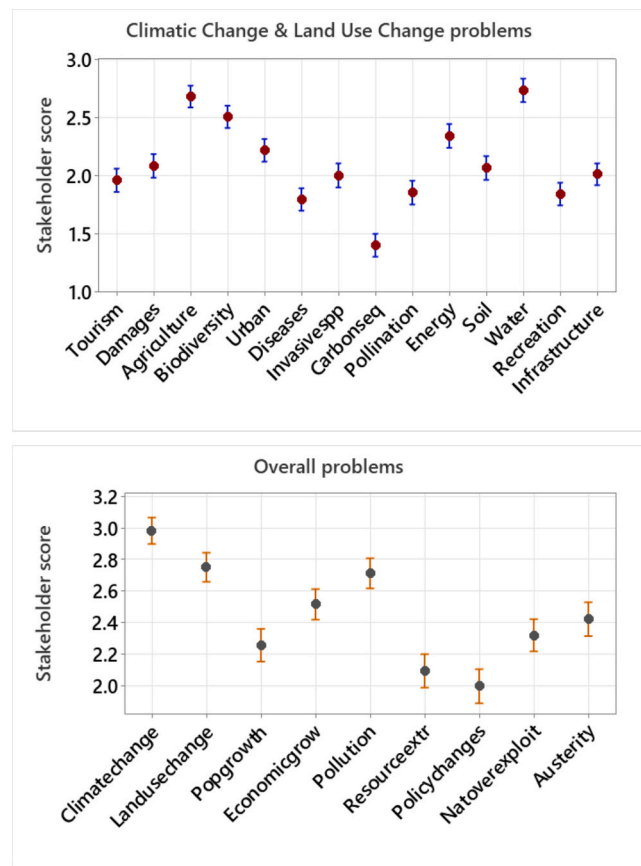 Climatic Change & Land Use Change problems
3.0
2.5
2.0
1.5
1.0
Stakeholder score
Tourism
Damages
Agriculture
Biodiversity
Urban
Diseases
Invasivespp
Carbonseq
Pollination
Energy
Soil
Water
Recreation
Infrastructure
Overall problems
3.2
3.0
2.8
2.6
2.4
2.2
2.0
Stakeholder score
Climatechange
Landusechange
Popgrowth
Economicgrow
Pollution
Resourceextr
Policychanges
Natoverexploit
Austerity